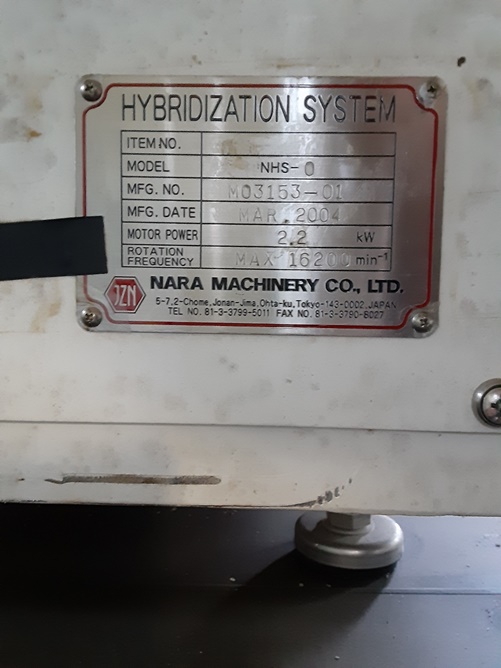 HYBRIDIZATION SYSTEM
ITEM NO.
MODEL NHS-0
MFG. NO. M03153-01
MFG. DATE MAR. 2004
MOTOR POWER 2.2 kW
ROTATION FREQUENCY MAX 16200 min⁻¹
JZN NARA MACHINERY CO., LTD.
5-7, 2-Chome, Jonan-Jima, Ohta-ku, Tokyo-143-0002, JAPAN
TEL NO. 81-3-3799-5011 FAX NO. 81-3-3790-8027